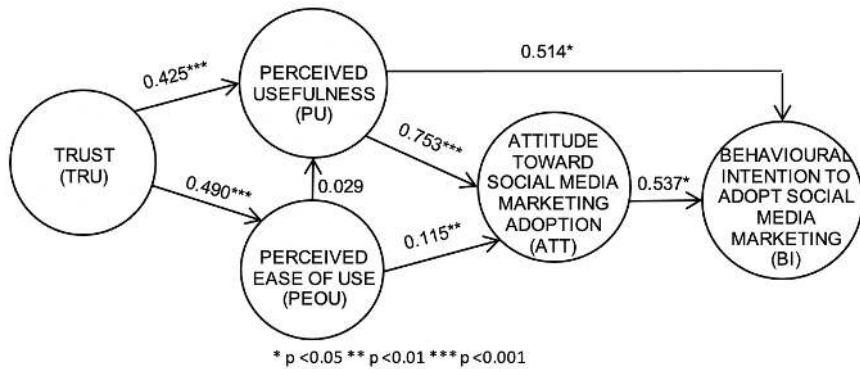 0.514*
0.425***
PERCEIVED
USEFULNESS
(PU)
TRUST
(TRU)
0.753***
ATTITUDE
TOWARD
SOCIAL MEDIA
MARKETING
ADOPTION
(ATT)
0.537*
BEHAVIOURAL
INTENTION TO
ADOPT SOCIAL
MEDIA
MARKETING
(BI)
0.490***
0.029
PERCEIVED
EASE OF USE
(PEOU)
0.115**
* p <0.05 ** p <0.01 *** p <0.001